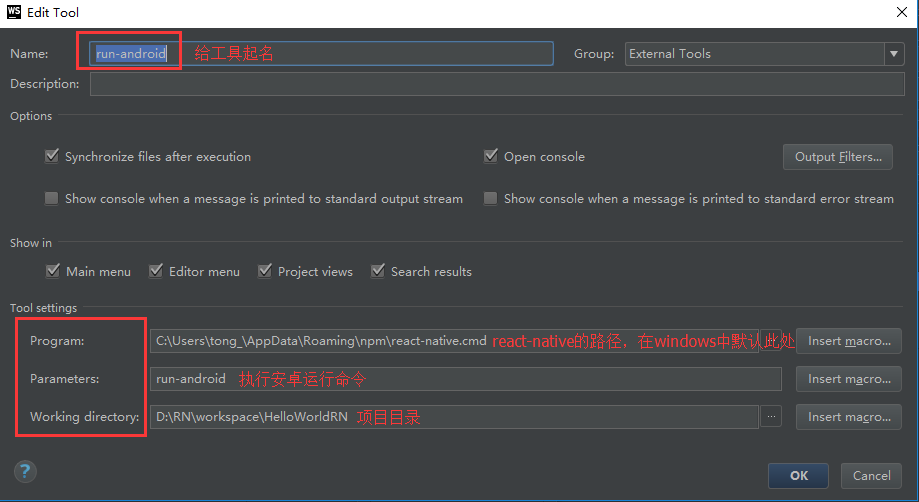 WS Edit Tool
Name: run-android 给工具起名 Group: External Tools
Description:
Options
Synchronize files after execution Open console Output Filters...
Show console when a message is printed to standard output stream Show console when a message is printed to standard error stream
Show in
Main menu Editor menu Project views Search results
Tool settings
Program: C:\Users\tong_\AppData\Roaming\npm\react-native.cmd react-native的路径，在windows中默认此处 Insert macro...
Parameters: run-android 执行安卓运行命令 Insert macro...
Working directory: D:\RN\workspace\HelloWorldRN 项目目录 ... Insert macro...
? OK Cancel